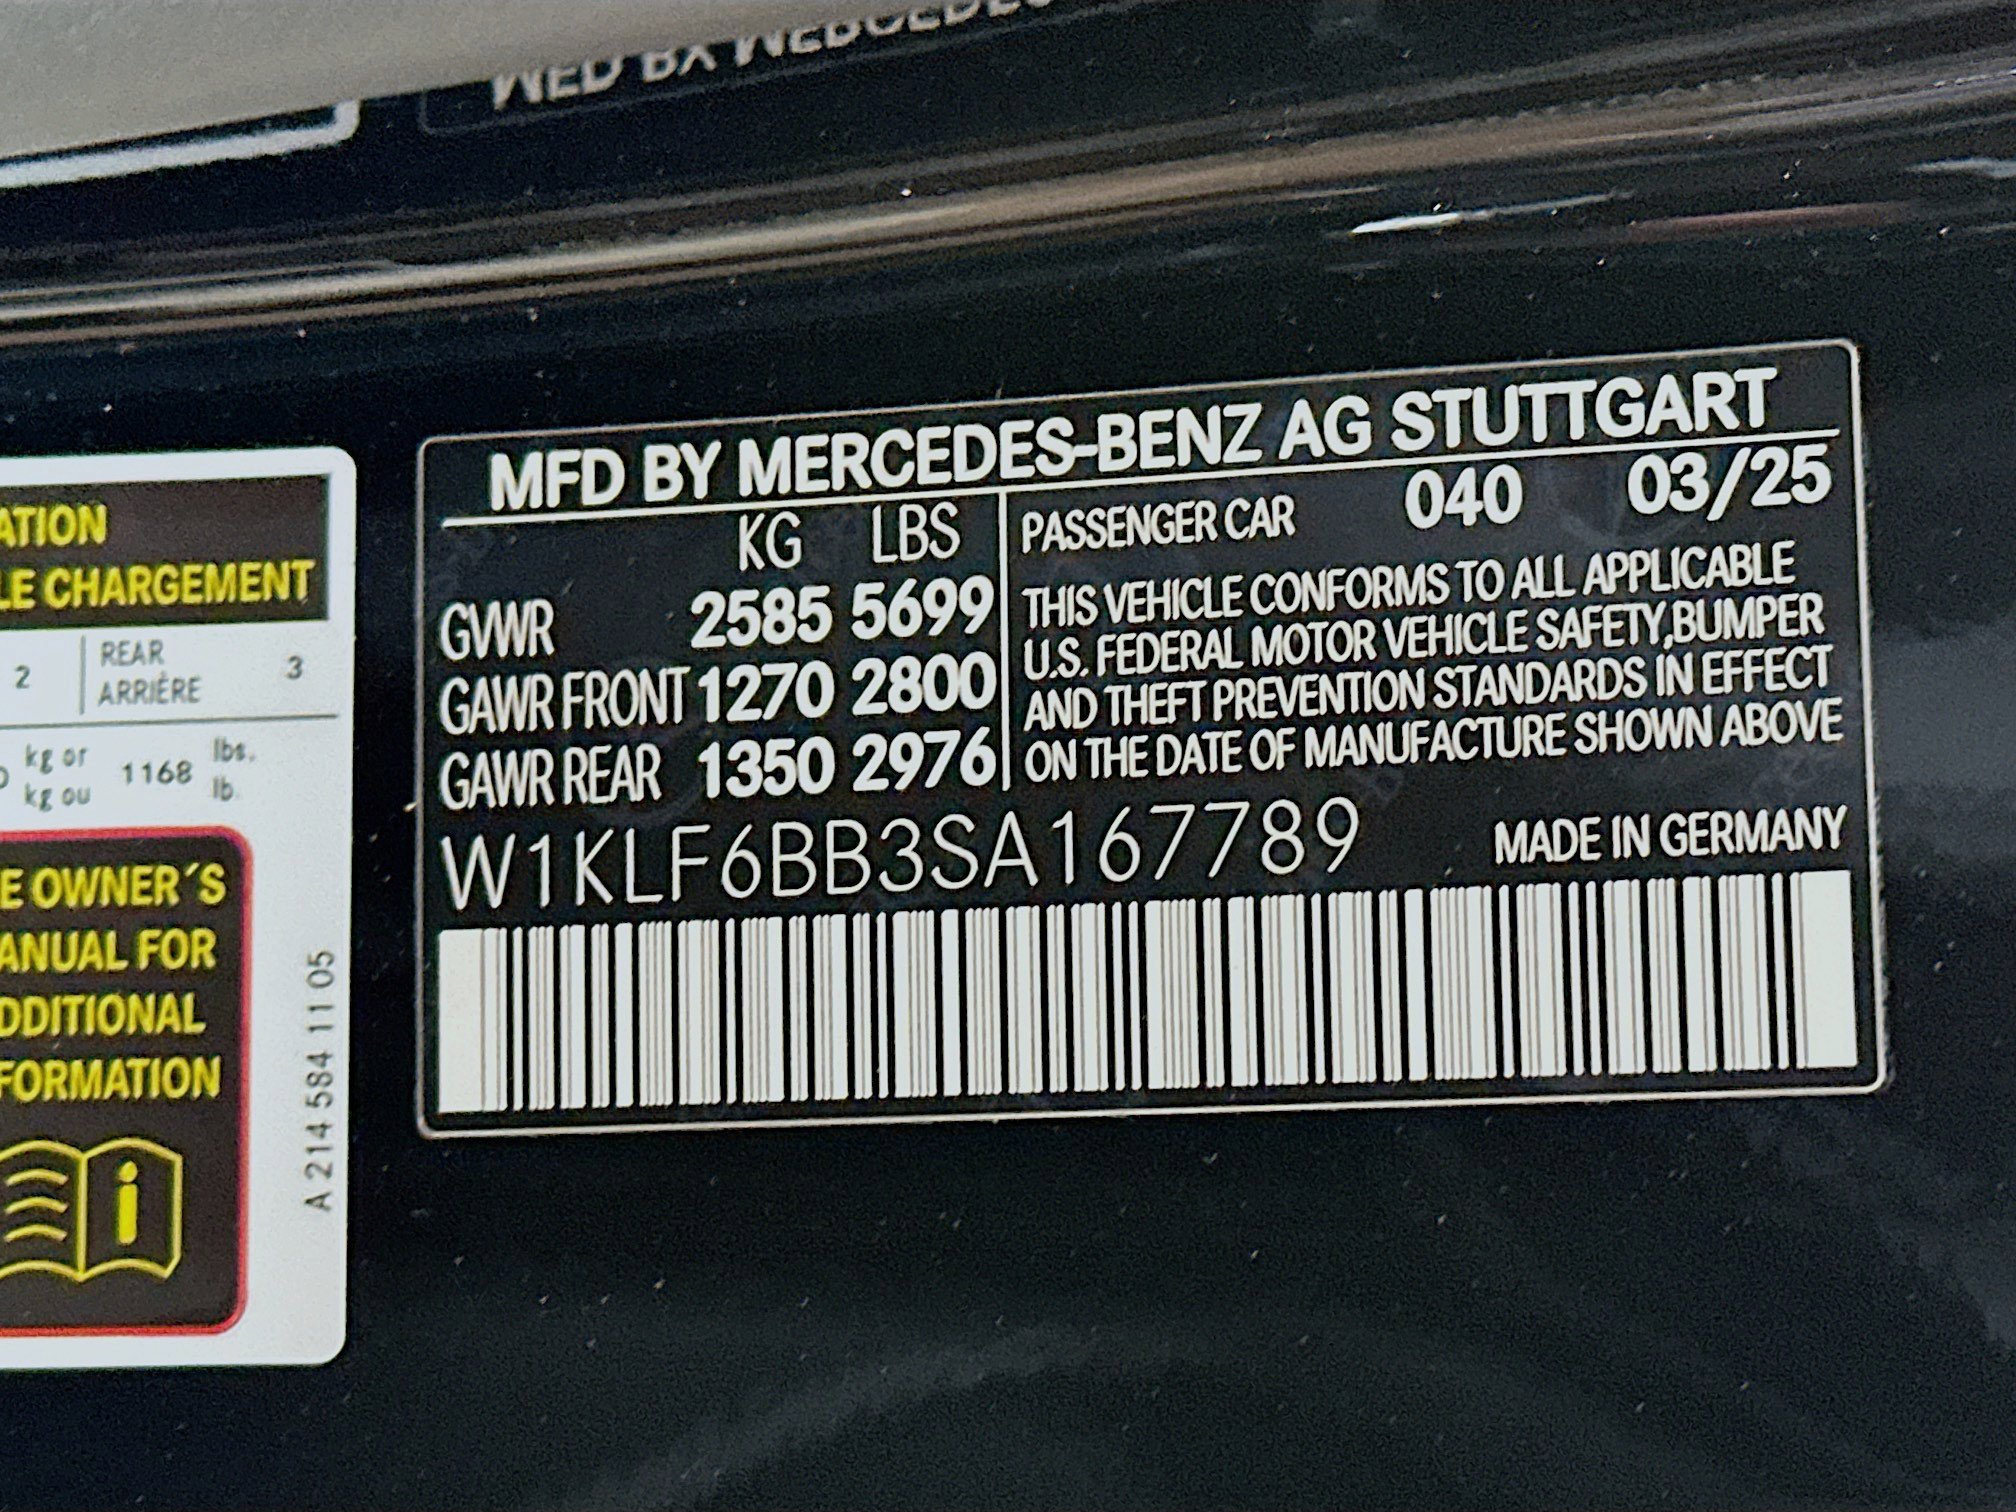 MFD BY MERCEDES-BENZ AG STUTTGART
KG LBS
GVWR 2585 5699
GAWR FRONT 1270 2800
GAWR REAR 1350 2976
PASSENGER CAR 040 03/25
THIS VEHICLE CONFORMS TO ALL APPLICABLE
U.S. FEDERAL MOTOR VEHICLE SAFETY,BUMPER
AND THEFT PREVENTION STANDARDS IN EFFECT
ON THE DATE OF MANUFACTURE SHOWN ABOVE
W1KLF6BB3SA167789 MADE IN GERMANY
ATION
LE CHARGEMENT
2 REAR 3
ARRIÈRE
kg or 1168 lbs.
kg ou lb.
E OWNER´S
ANUAL FOR
DDITIONAL
FORMATION
i
A 214 584 11 05